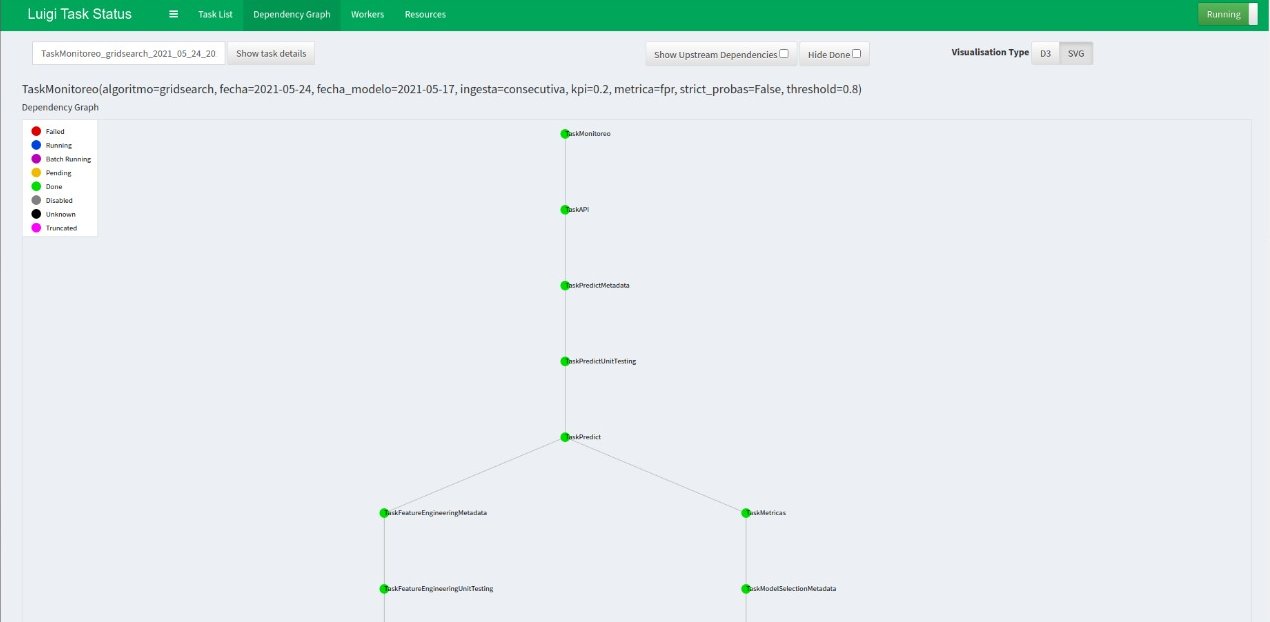 Luigi Task Status Task List Dependency Graph Workers Resources Running
TaskMonitoreo_gridsearch_2021_05_24_20 Show task details Show Upstream Dependencies Hide Done Visualisation Type D3 SVG
TaskMonitoreo(algoritmo=gridsearch, fecha=2021-05-24, fecha_modelo=2021-05-17, ingesta=consecutiva, kpi=0.2, metrica=fpr, strict_probas=False, threshold=0.8)
Dependency Graph
Failed
Running
Batch Running
Pending
Done
Disabled
Unknown
Truncated
TaskMonitoreo
TaskAPI
TaskPredictMetadata
TaskPredictUnitTesting
TaskPredict
TaskFeatureEngineeringMetadata TaskMetricas
TaskFeatureEngineeringUnitTesting TaskModelSelectionMetadata